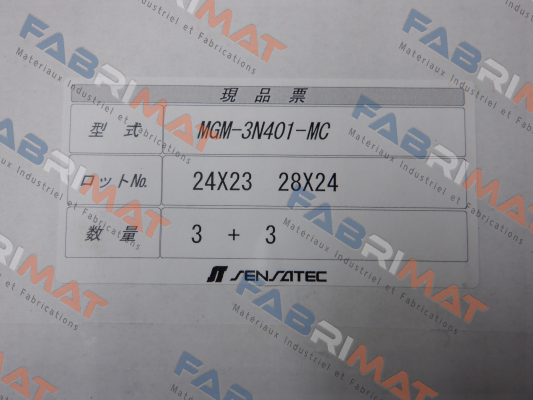 現品票
型式 MGM-3N401-MC
ロットNo. 24X23 28X24
数量 3 + 3
SENSATEC
FABRIMAT
Materiaux Industriel et Fabrications